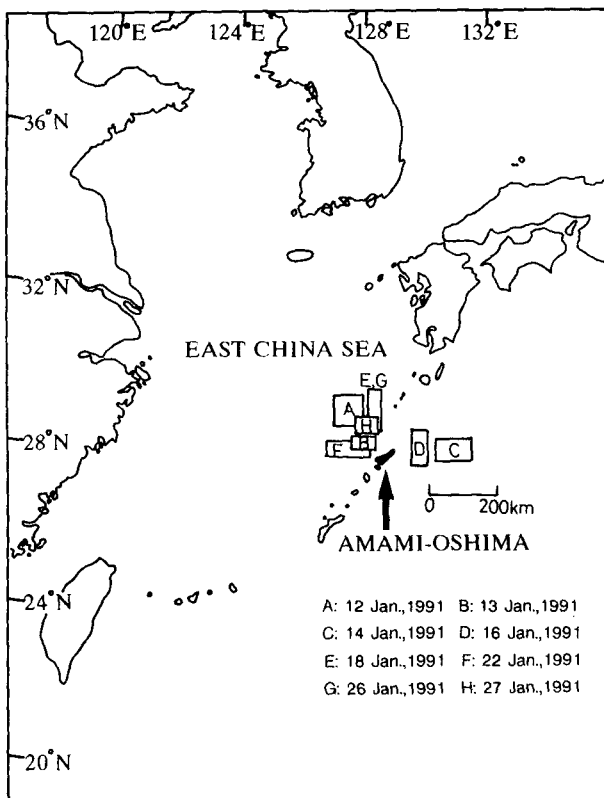 120°E 124°E 128°E 132°E
36°N
32°N
EAST CHINA SEA
E,G
A
H
28°N
B
F
D
C
0 200km
AMAMI-OSHIMA
24°N
A: 12 Jan.,1991 B: 13 Jan.,1991
C: 14 Jan.,1991 D: 16 Jan.,1991
E: 18 Jan.,1991 F: 22 Jan.,1991
G: 26 Jan.,1991 H: 27 Jan.,1991
20°N